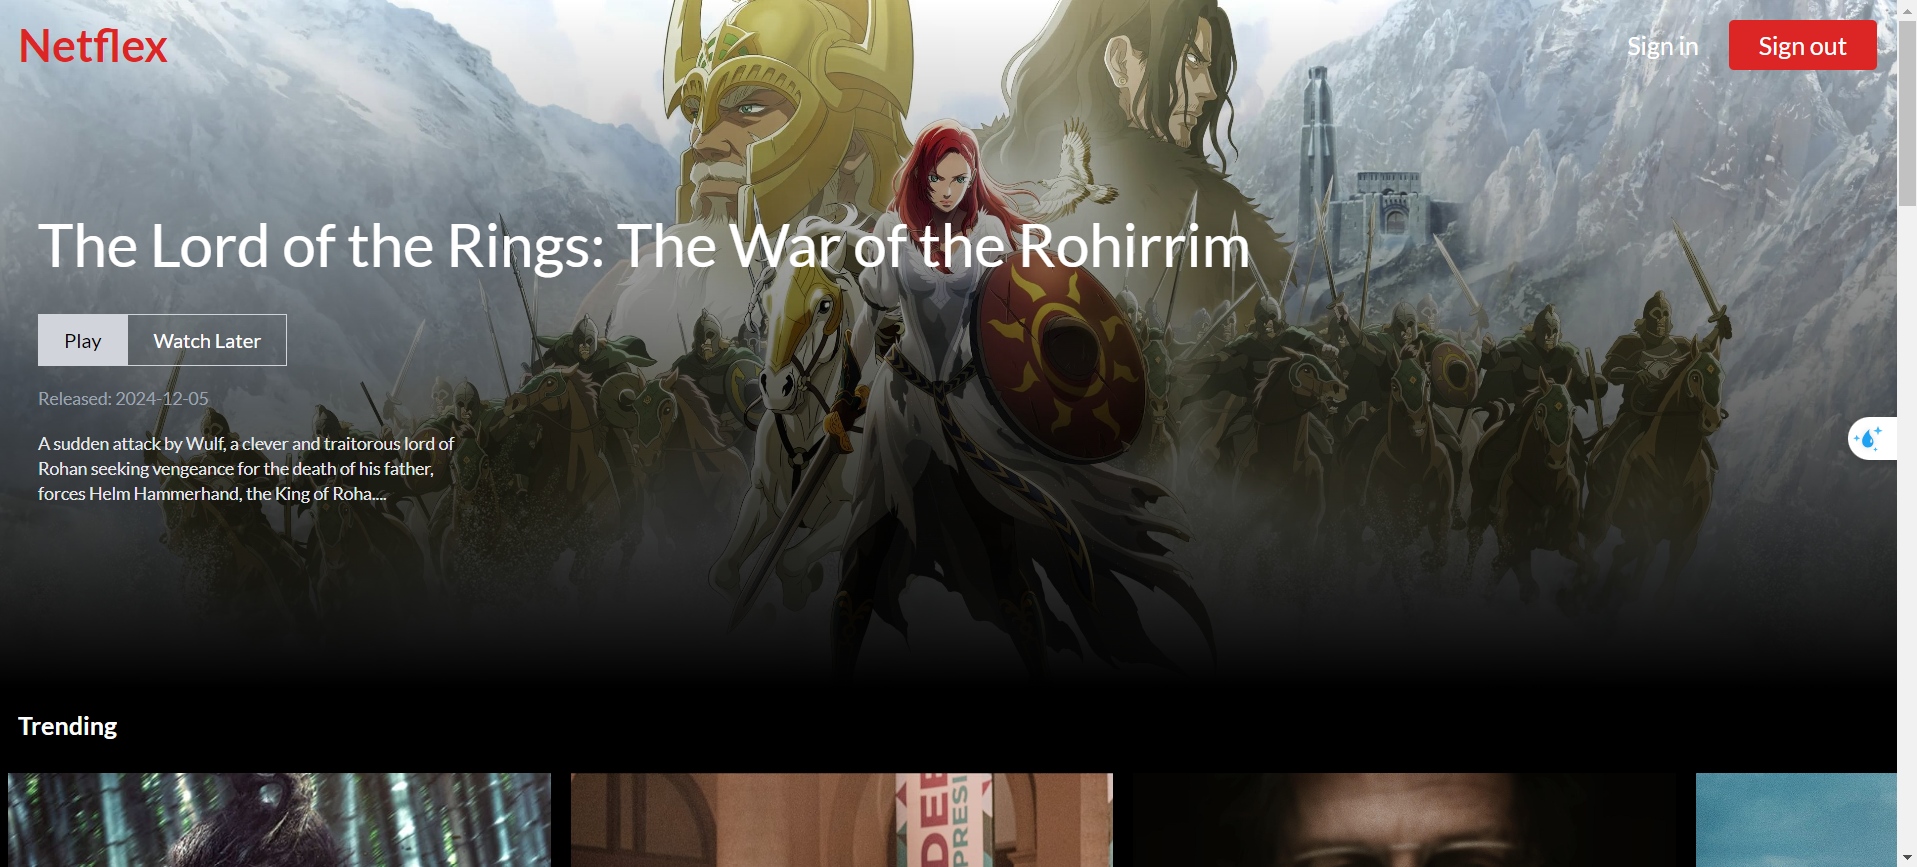 Netflex
Sign in
Sign out
The Lord of the Rings: The War of the Rohirrim
Play
Watch Later
Released: 2024-12-05
A sudden attack by Wulf, a clever and traitorous lord of
Rohan seeking vengeance for the death of his father,
forces Helm Hammerhand, the King of Roha....
Trending